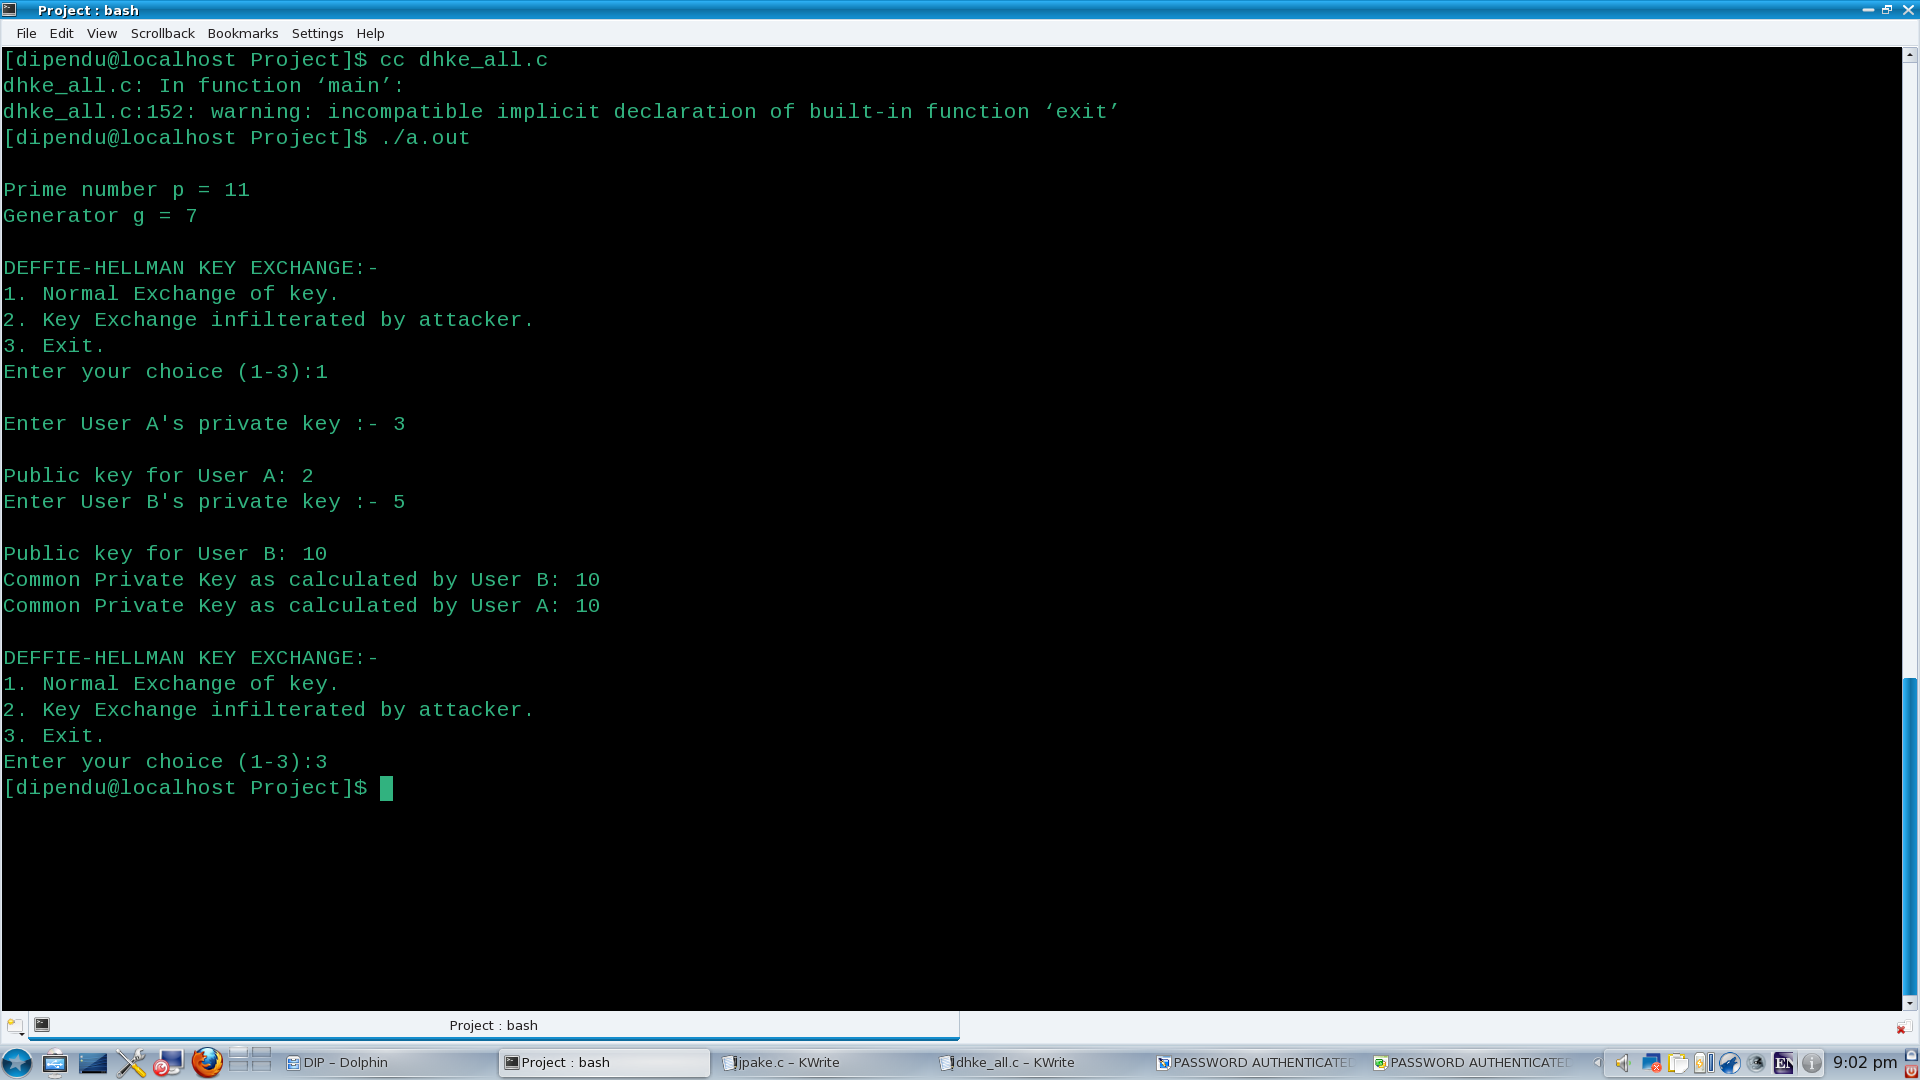 Project : bash
File Edit View Scrollback Bookmarks Settings Help
[dipendu@localhost Project]$ cc dhke_all.c
dhke_all.c: In function ‘main’:
dhke_all.c:152: warning: incompatible implicit declaration of built-in function ‘exit’
[dipendu@localhost Project]$ ./a.out
Prime number p = 11
Generator g = 7
DEFFIE-HELLMAN KEY EXCHANGE:-
1. Normal Exchange of key.
2. Key Exchange infilterated by attacker.
3. Exit.
Enter your choice (1-3):1
Enter User A's private key :- 3
Public key for User A: 2
Enter User B's private key :- 5
Public key for User B: 10
Common Private Key as calculated by User B: 10
Common Private Key as calculated by User A: 10
DEFFIE-HELLMAN KEY EXCHANGE:-
1. Normal Exchange of key.
2. Key Exchange infilterated by attacker.
3. Exit.
Enter your choice (1-3):3
[dipendu@localhost Project]$
Project : bash
DIP – Dolphin Project : bash jpake.c – KWrite dhke_all.c – KWrite PASSWORD AUTHENTICATED PASSWORD AUTHENTICATED EN 9:02 pm